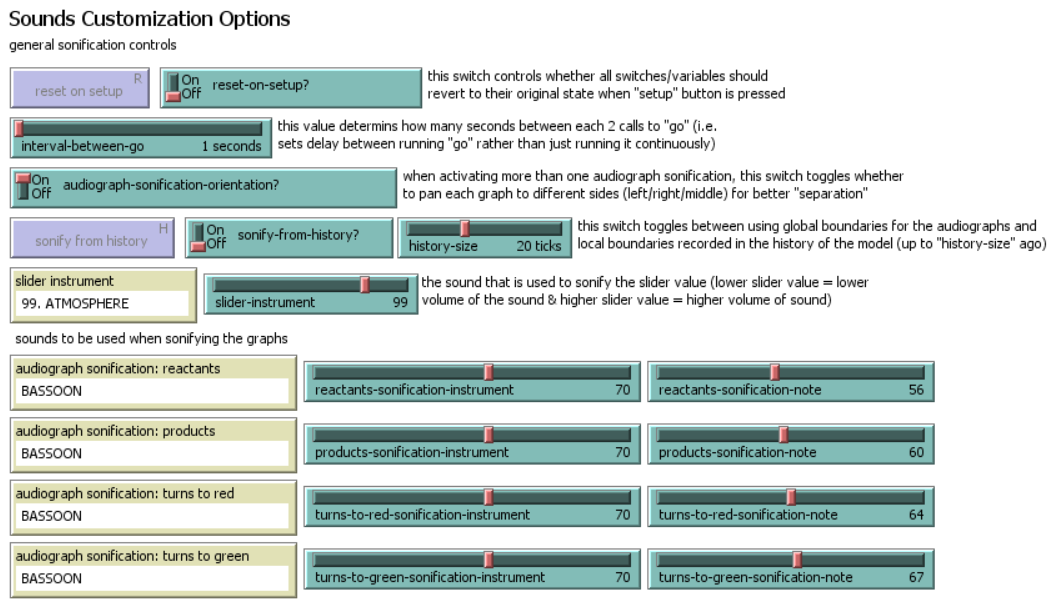 Sounds Customization Options
general sonification controls
R
reset on setup
On
Off
reset-on-setup?
this switch controls whether all switches/variables should
revert to their original state when "setup" button is pressed
interval-between-go 1 seconds
this value determins how many seconds between each 2 calls to "go" (i.e.
sets delay between running "go" rather than just running it continuously)
On
Off
audiograph-sonification-orientation?
when activating more than one audiograph sonification, this switch toggles whether
to pan each graph to different sides (left/right/middle) for better "separation"
H
sonify from history
On
Off
sonify-from-history?
history-size 20 ticks
this switch toggles between using global boundaries for the audiographs and
local boundaries recorded in the history of the model (up to "history-size" ago)
slider instrument
99. ATMOSPHERE
slider-instrument 99
the sound that is used to sonify the slider value (lower slider value = lower
volume of the sound & higher slider value = higher volume of sound)
sounds to be used when sonifying the graphs
audiograph sonification: reactants
BASSOON
reactants-sonification-instrument 70
reactants-sonification-note 56
audiograph sonification: products
BASSOON
products-sonification-instrument 70
products-sonification-note 60
audiograph sonification: turns to red
BASSOON
turns-to-red-sonification-instrument 70
turns-to-red-sonification-note 64
audiograph sonification: turns to green
BASSOON
turns-to-green-sonification-instrument 70
turns-to-green-sonification-note 67